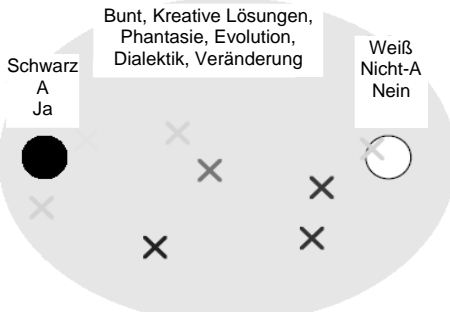 Bunt, Kreative Lösungen,
Phantasie, Evolution,
Dialektik, Veränderung
Schwarz
A
Ja
Weiß
Nicht-A
Nein